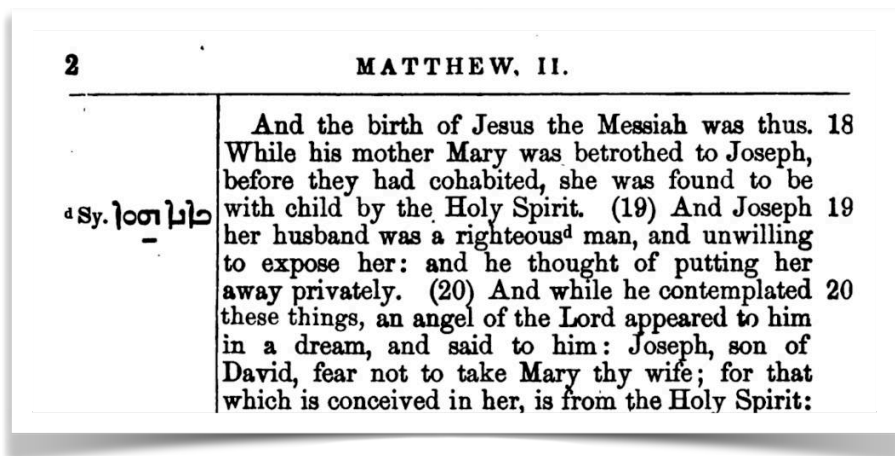 2 MATTHEW, II.
And the birth of Jesus the Messiah was thus. 18
While his mother Mary was betrothed to Joseph,
before they had cohabited, she was found to be
with child by the Holy Spirit. (19) And Joseph 19
her husband was a righteousᵈ man, and unwilling
to expose her: and he thought of putting her
away privately. (20) And while he contemplated 20
these things, an angel of the Lord appeared to him
in a dream, and said to him: Joseph, son of
David, fear not to take Mary thy wife; for that
which is conceived in her, is from the Holy Spirit:
ᵈ Sy. ܟܐܢܐ ܗܘܐ